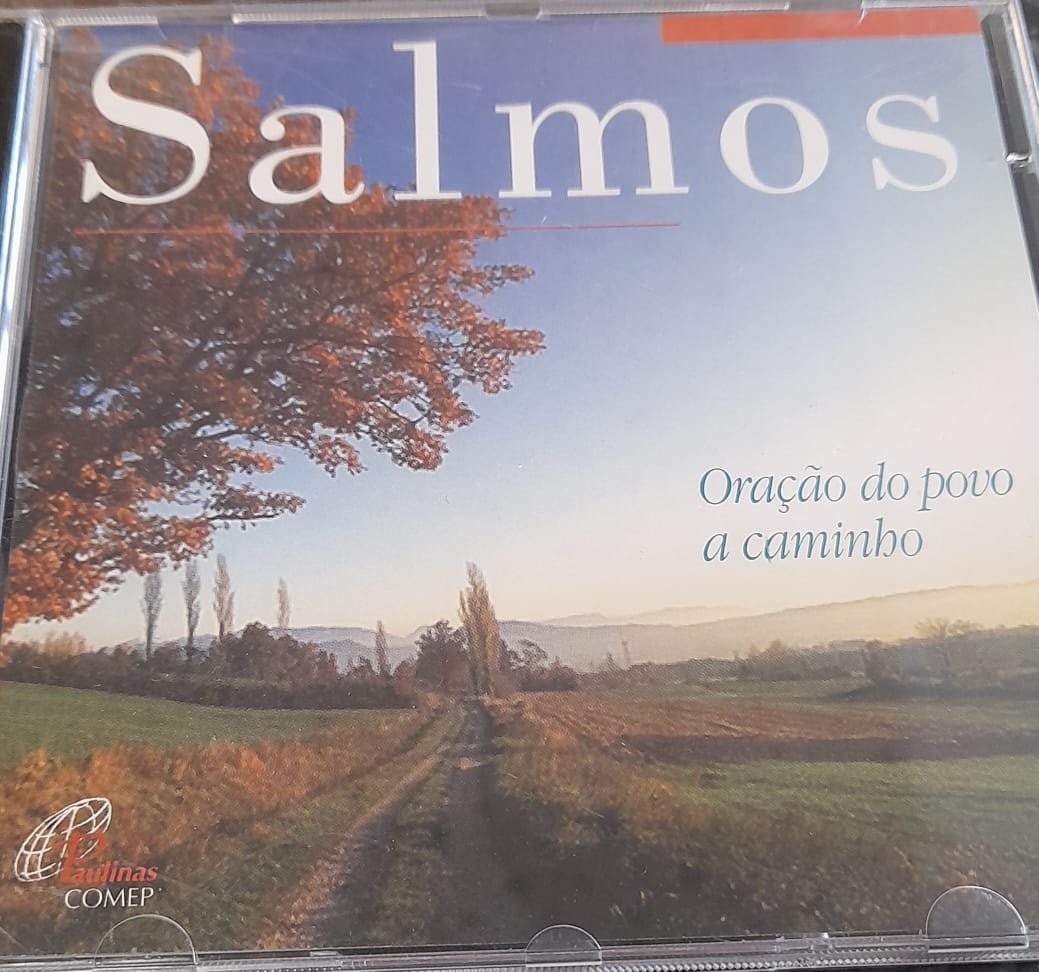 Salmos
Oração do povo
a caminho
Paulinas
COMEP